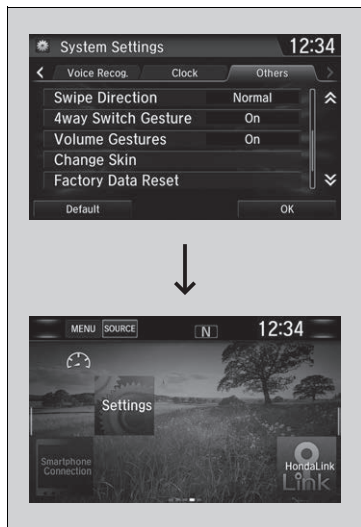 System Settings 12:34
Voice Recog. Clock Others
Swipe Direction Normal
4way Switch Gesture On
Volume Gestures On
Change Skin
Factory Data Reset
Default OK
MENU SOURCE N 12:34
Settings
Smartphone
Connection
HondaLink
Link